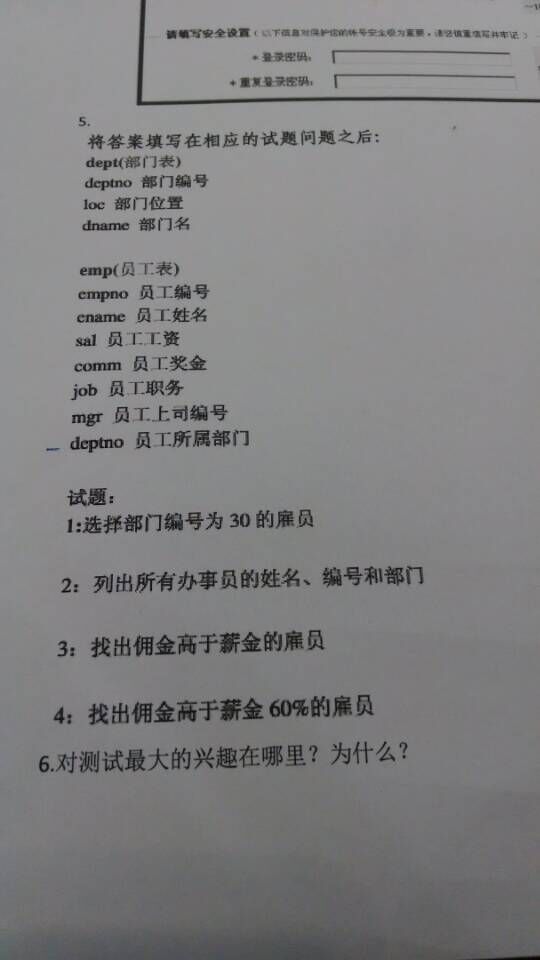 请填写安全设置（以下信息对保护您的帐号安全极为重要，请您慎重填写并牢记）
* 登录密码：
* 重复登录密码：
5.
将答案填写在相应的试题问题之后：
dept(部门表)
deptno 部门编号
loc 部门位置
dname 部门名
emp(员工表)
empno 员工编号
ename 员工姓名
sal 员工工资
comm 员工奖金
job 员工职务
mgr 员工上司编号
deptno 员工所属部门
试题：
1:选择部门编号为 30 的雇员
2：列出所有办事员的姓名、编号和部门
3：找出佣金高于薪金的雇员
4：找出佣金高于薪金 60%的雇员
6.对测试最大的兴趣在哪里？为什么？